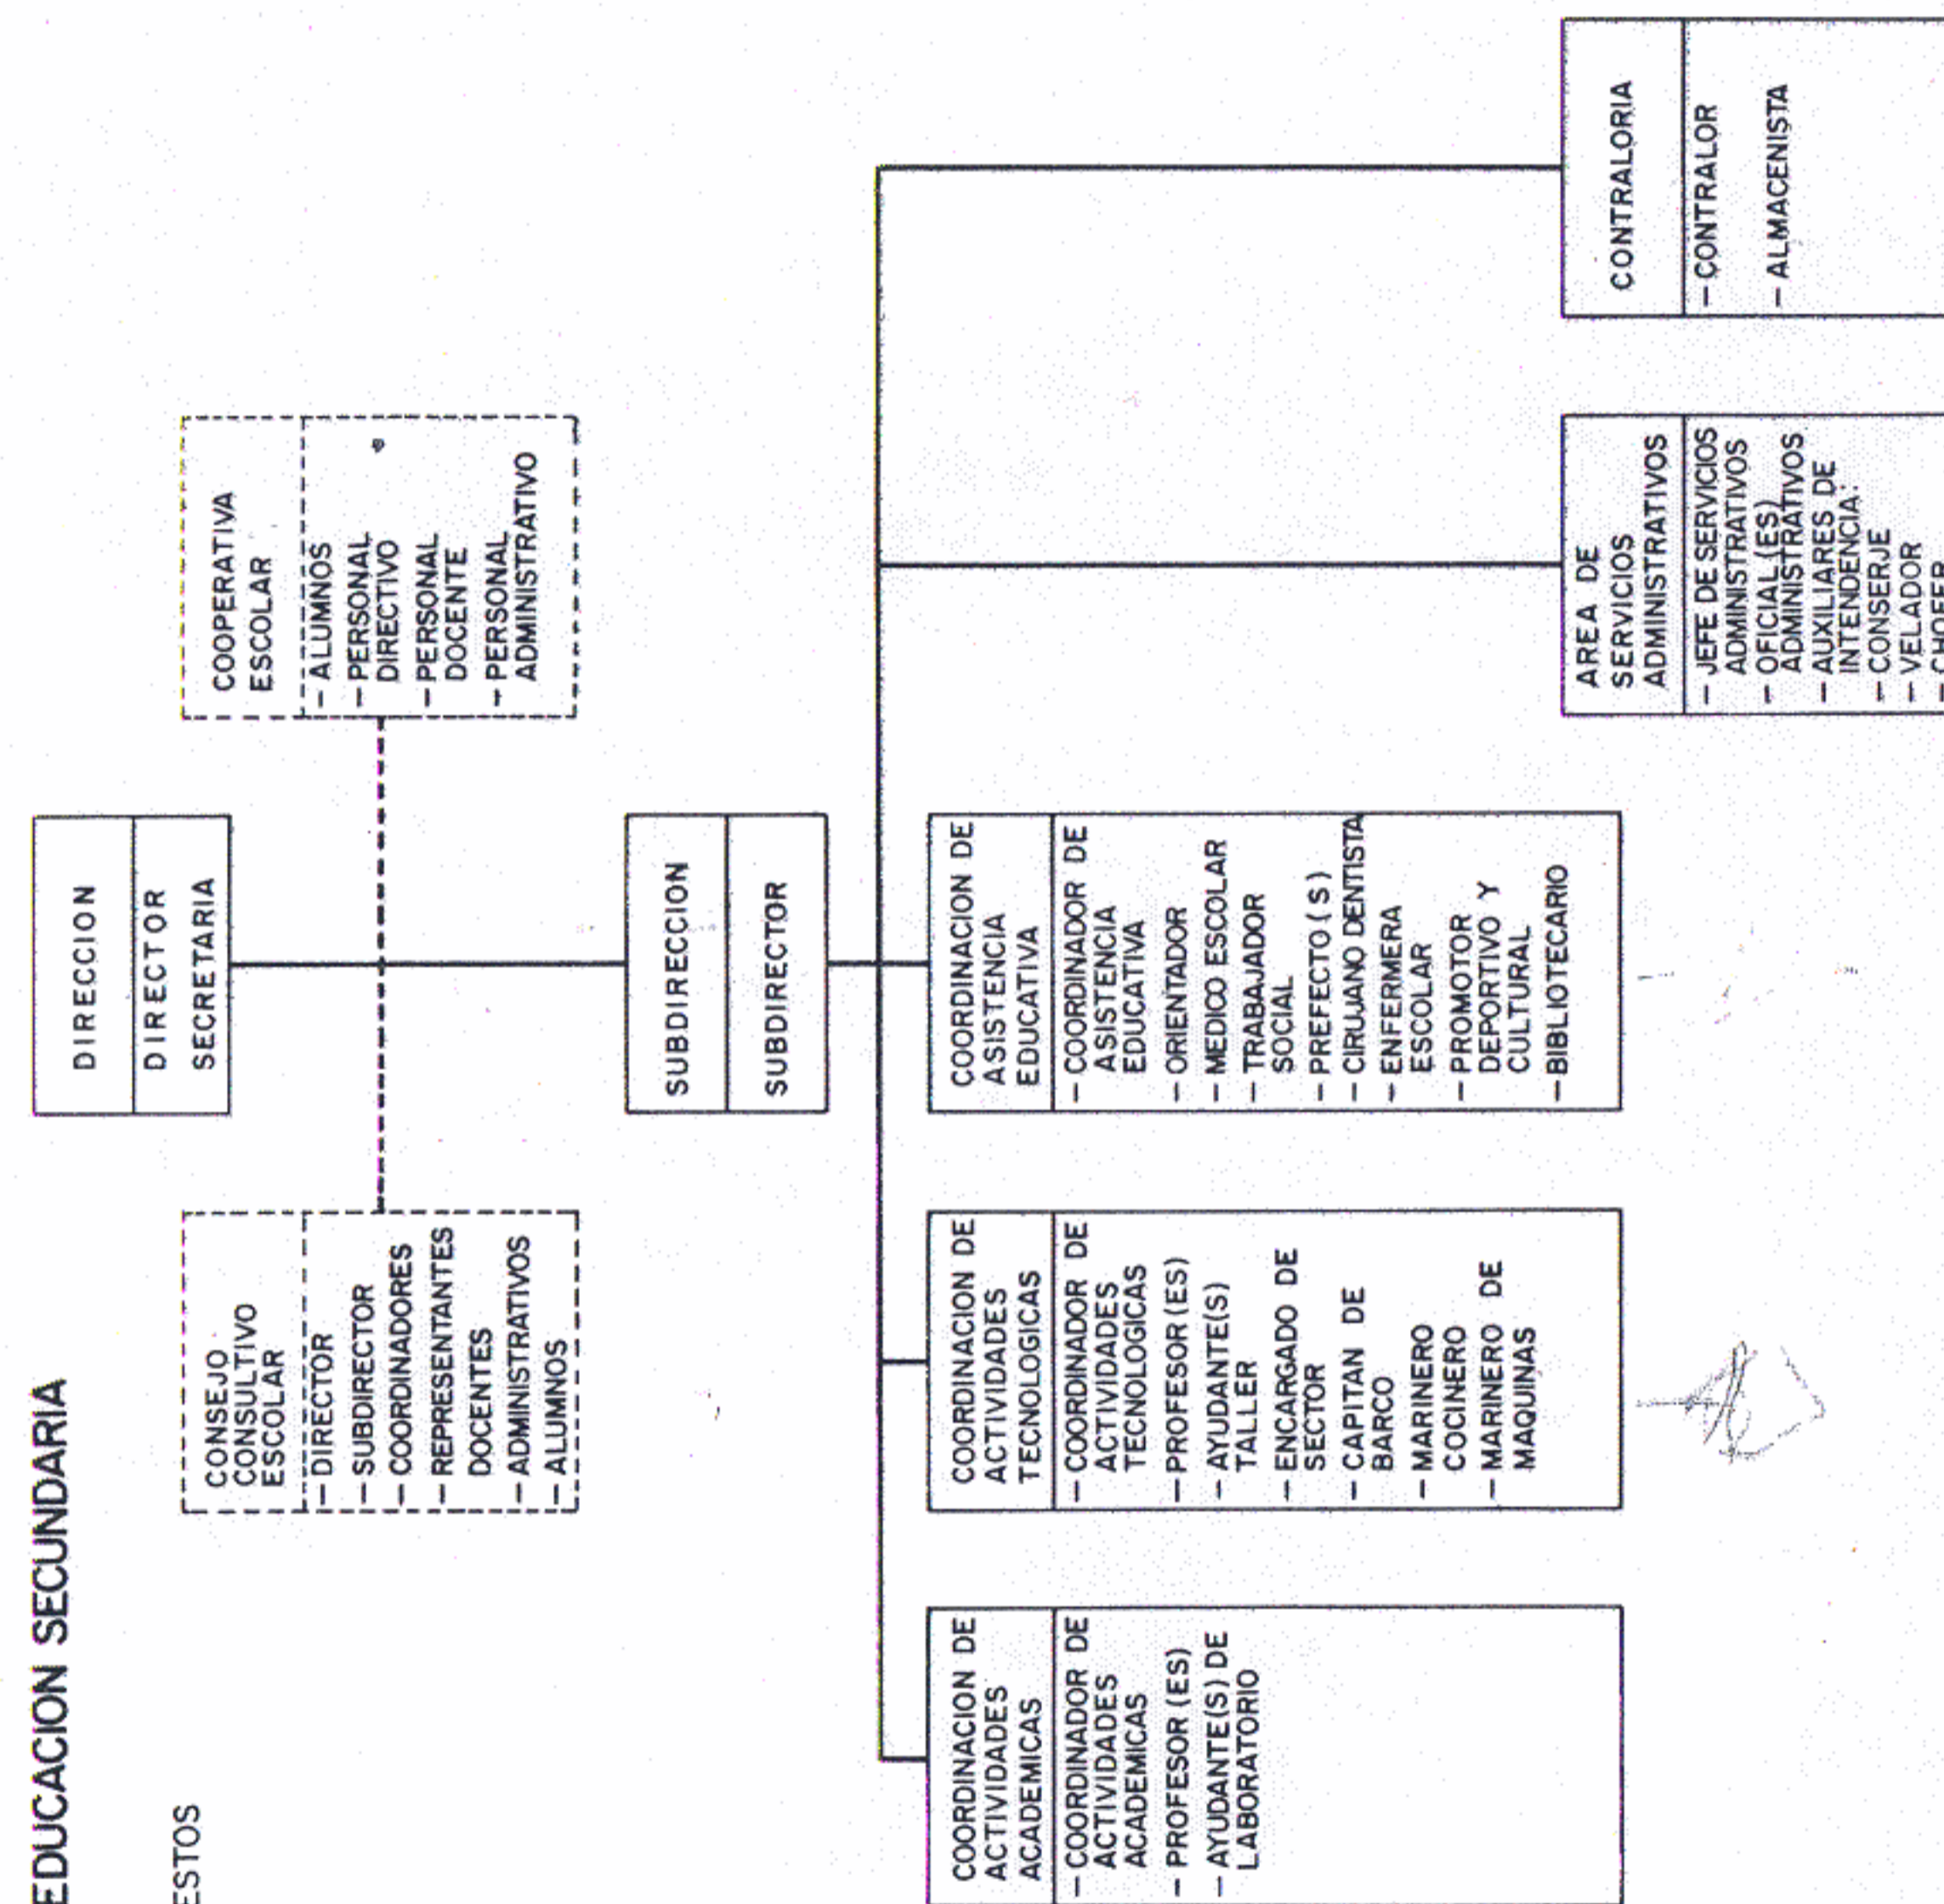 EDUCACION SECUNDARIA
ESTOS
DIRECCION
DIRECTOR
SECRETARIA
CONSEJO
CONSULTIVO
ESCOLAR
— DIRECTOR
— SUBDIRECTOR
— COORDINADORES
— REPRESENTANTES
DOCENTES
— ADMINISTRATIVOS
— ALUMNOS
COOPERATIVA
ESCOLAR
— ALUMNOS
— PERSONAL
DIRECTIVO
— PERSONAL
DOCENTE
— PERSONAL
ADMINISTRATIVO
SUBDIRECCION
SUBDIRECTOR
COORDINACION DE
ACTIVIDADES
ACADEMICAS
— COORDINADOR DE
ACTIVIDADES
ACADEMICAS
— PROFESOR (ES)
— AYUDANTE(S) DE
LABORATORIO
COORDINACION DE
ACTIVIDADES
TECNOLOGICAS
— COORDINADOR DE
ACTIVIDADES
TECNOLOGICAS
— PROFESOR (ES)
— AYUDANTE(S)
TALLER
— ENCARGADO DE
SECTOR
— CAPITAN DE
BARCO
— MARINERO
COCINERO
— MARINERO DE
MAQUINAS
COORDINACION DE
ASISTENCIA
EDUCATIVA
— COORDINADOR DE
ASISTENCIA
EDUCATIVA
— ORIENTADOR
— MEDICO ESCOLAR
— TRABAJADOR
SOCIAL
— PREFECTO ( S )
— CIRUJANO DENTISTA
— ENFERMERA
ESCOLAR
— PROMOTOR
DEPORTIVO Y
CULTURAL
— BIBLIOTECARIO
AREA DE
SERVICIOS
ADMINISTRATIVOS
— JEFE DE SERVICIOS
ADMINISTRATIVOS
— OFICIAL (ES)
ADMINISTRATIVOS
— AUXILIARES DE
INTENDENCIA:
— CONSERJE
— VELADOR
— CHOFER
CONTRALORIA
— CONTRALOR
— ALMACENISTA